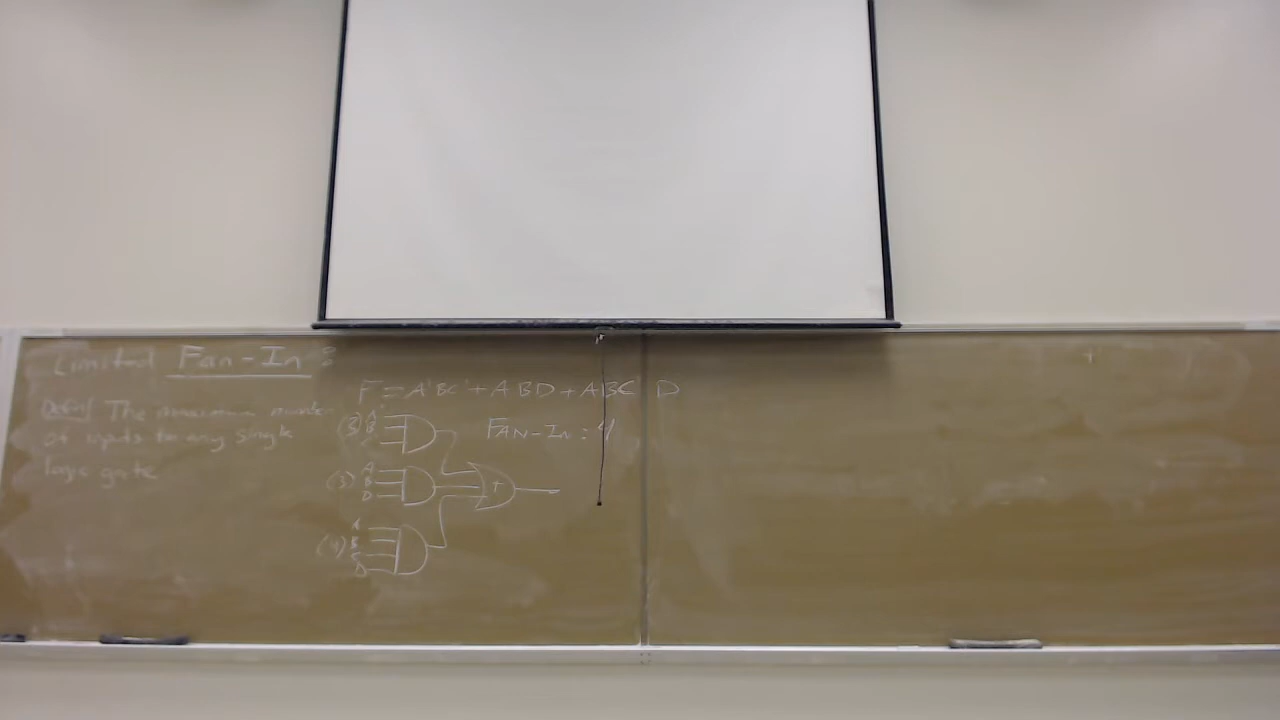 Limited Fan-In :
Defn/ The maximum number
of inputs to any single
logic gate
F = A'BC' + ABD + ABC D
FAN-IN = 4
(3) A'
B
C'
(3) A
B
D
+
(4) A
B
C
D